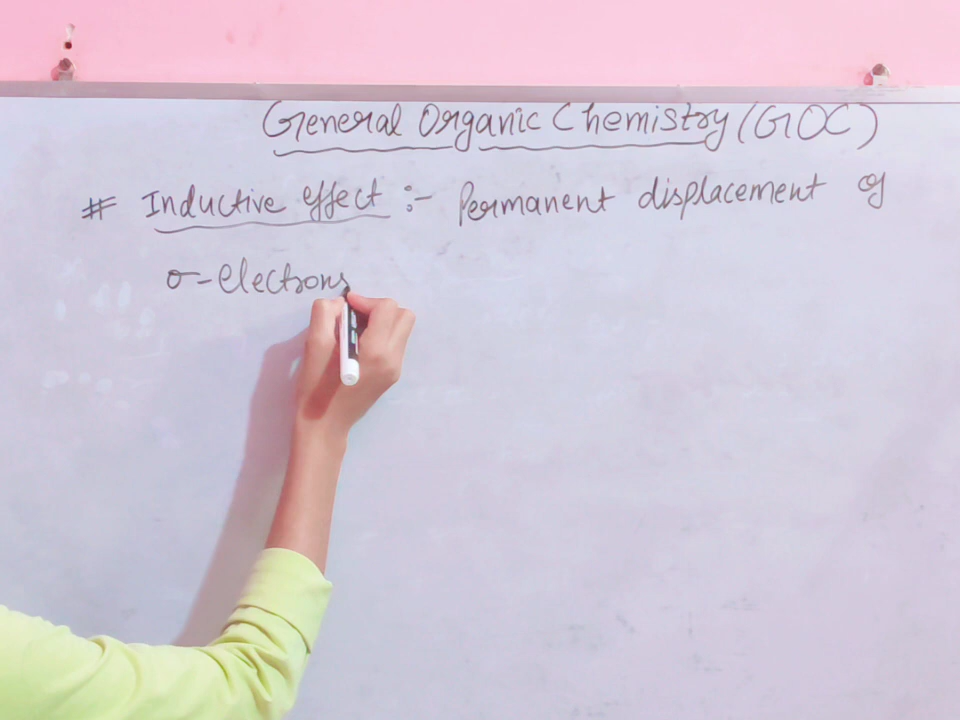 General Organic Chemistry (GOC)
# Inductive effect :- Permanent displacement of
σ-electrons